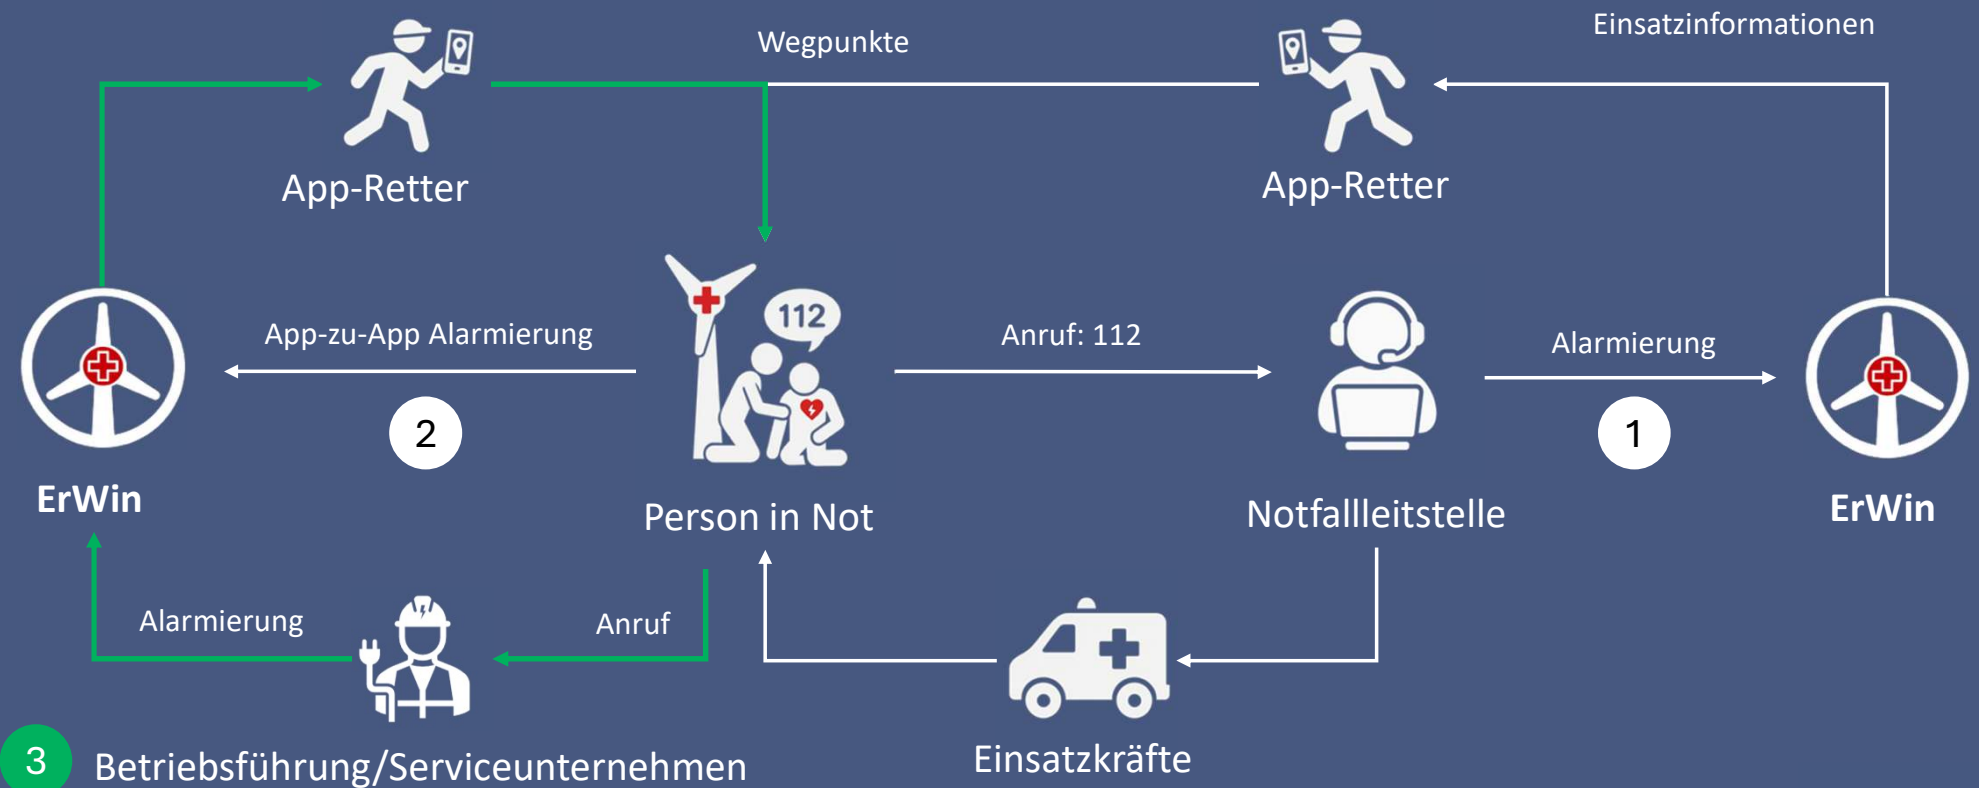 Wegpunkte
Einsatzinformationen
App-Retter
App-Retter
112
App-zu-App Alarmierung
Anruf: 112
Alarmierung
2
1
ErWin
Person in Not
Notfallleitstelle
ErWin
Alarmierung
Anruf
3
Betriebsführung/Serviceunternehmen
Einsatzkräfte